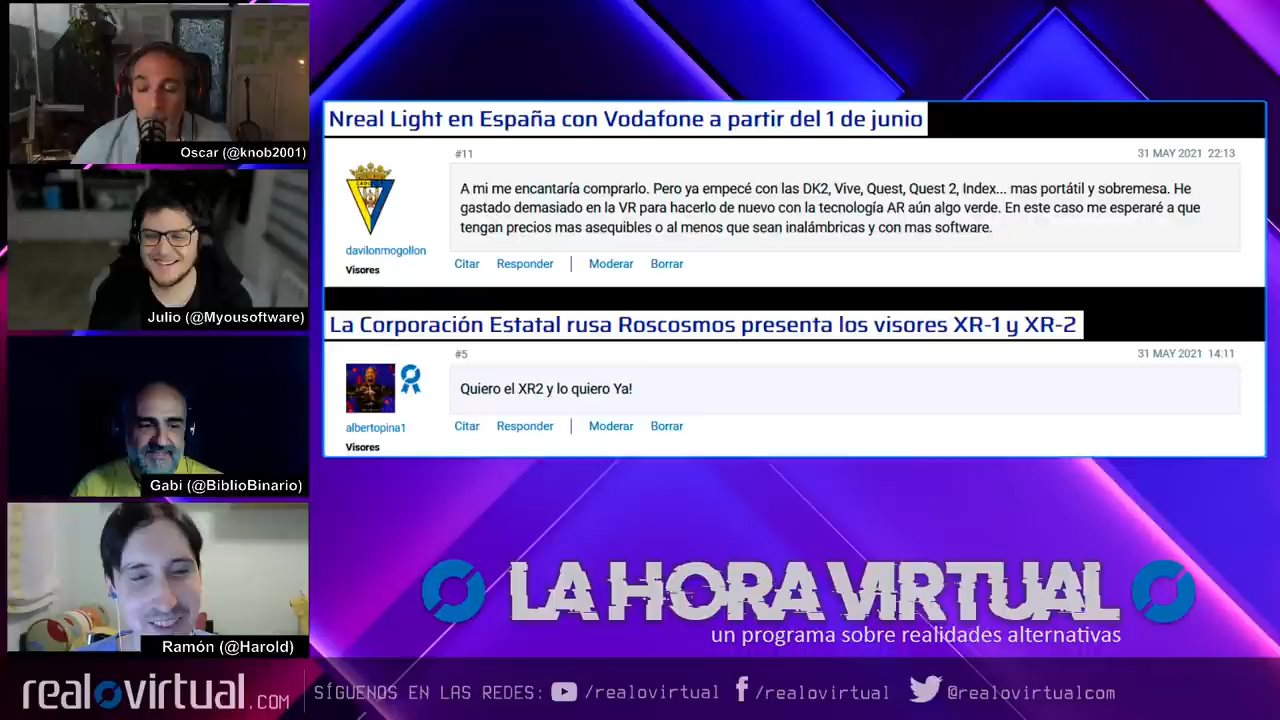 Oscar (@knob2001)
Julio (@Myousoftware)
Gabi (@BiblioBinario)
Ramón (@Harold)
Nreal Light en España con Vodafone a partir del 1 de junio
#11
31 MAY 2021 22:13
davilonmogollon
Visores
A mi me encantaría comprarlo. Pero ya empecé con las DK2, Vive, Quest, Quest 2, Index... mas portátil y sobremesa. He
gastado demasiado en la VR para hacerlo de nuevo con la tecnología AR aún algo verde. En este caso me esperaré a que
tengan precios mas asequibles o al menos que sean inalámbricas y con mas software.
Citar Responder | Moderar Borrar
La Corporación Estatal rusa Roscosmos presenta los visores XR-1 y XR-2
#5
31 MAY 2021 14:11
albertopina1
Visores
Quiero el XR2 y lo quiero Ya!
Citar Responder | Moderar Borrar
LA HORA VIRTUAL
un programa sobre realidades alternativas
realovirtual.com
SÍGUENOS EN LAS REDES: /realovirtual /realovirtual @realovirtualcom